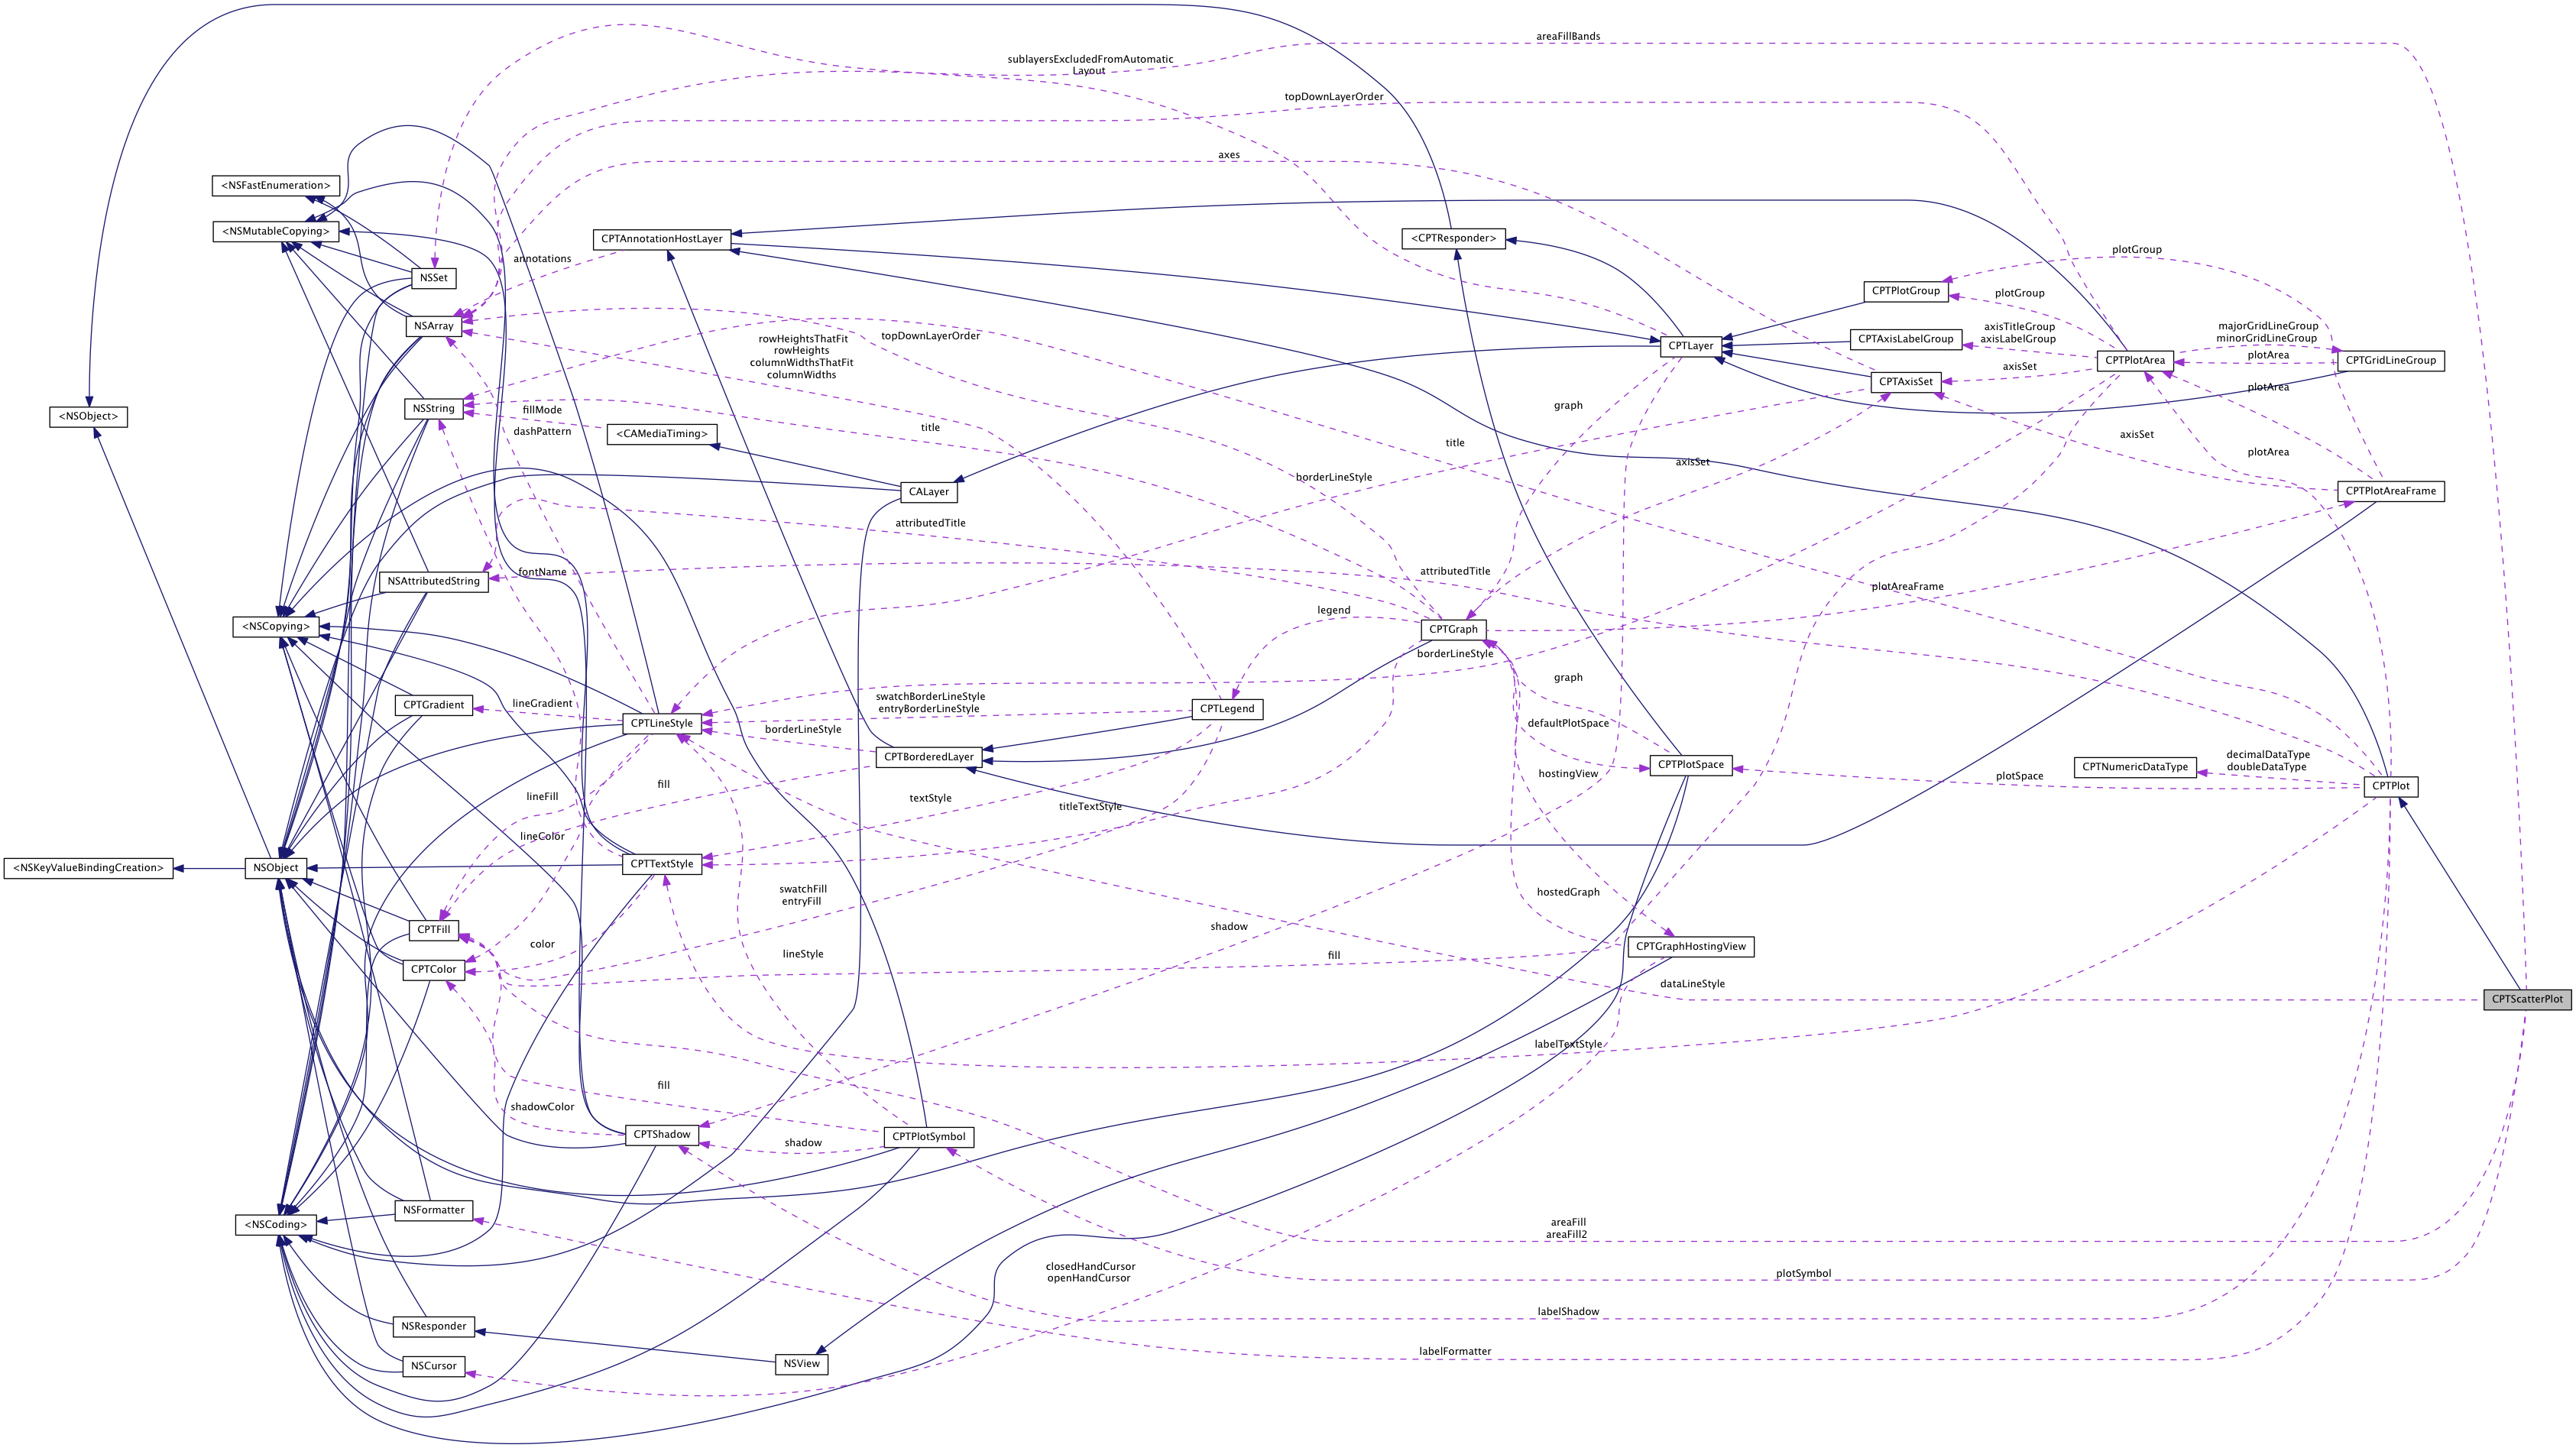 areaFillBands
sublayersExcludedFromAutomatic
Layout
topDownLayerOrder
axes
<NSFastEnumeration>
<NSMutableCopying>
CPTAnnotationHostLayer
<CPTResponder>
plotGroup
annotations
NSSet
CPTPlotGroup
plotGroup
NSArray
topDownLayerOrder
rowHeightsThatFit
rowHeights
columnWidthsThatFit
columnWidths
CPTLayer
CPTAxisLabelGroup
axisTitleGroup
axisLabelGroup
majorGridLineGroup
minorGridLineGroup
CPTPlotArea
plotArea
CPTGridLineGroup
axisSet
CPTAxisSet
plotArea
<NSObject>
NSString
fillMode
graph
dashPattern
<CAMediaTiming>
title
title
axisSet
plotArea
axisSet
borderLineStyle
CALayer
CPTPlotAreaFrame
attributedTitle
fontName
NSAttributedString
attributedTitle
plotAreaFrame
<NSCopying>
legend
CPTGraph
borderLineStyle
graph
CPTGradient
lineGradient
swatchBorderLineStyle
entryBorderLineStyle
CPTLegend
CPTLineStyle
borderLineStyle
defaultPlotSpace
CPTBorderedLayer
CPTPlotSpace
hostingView
plotSpace
CPTNumericDataType
decimalDataType
doubleDataType
CPTPlot
lineFill
fill
textStyle
titleTextStyle
lineColor
<NSKeyValueBindingCreation>
NSObject
CPTTextStyle
swatchFill
entryFill
hostedGraph
CPTFill
shadow
color
lineStyle
fill
CPTGraphHostingView
CPTColor
dataLineStyle
CPTScatterPlot
labelTextStyle
fill
shadowColor
CPTShadow
shadow
CPTPlotSymbol
NSFormatter
<NSCoding>
areaFill
areaFill2
closedHandCursor
openHandCursor
plotSymbol
labelShadow
NSResponder
labelFormatter
NSCursor
NSView